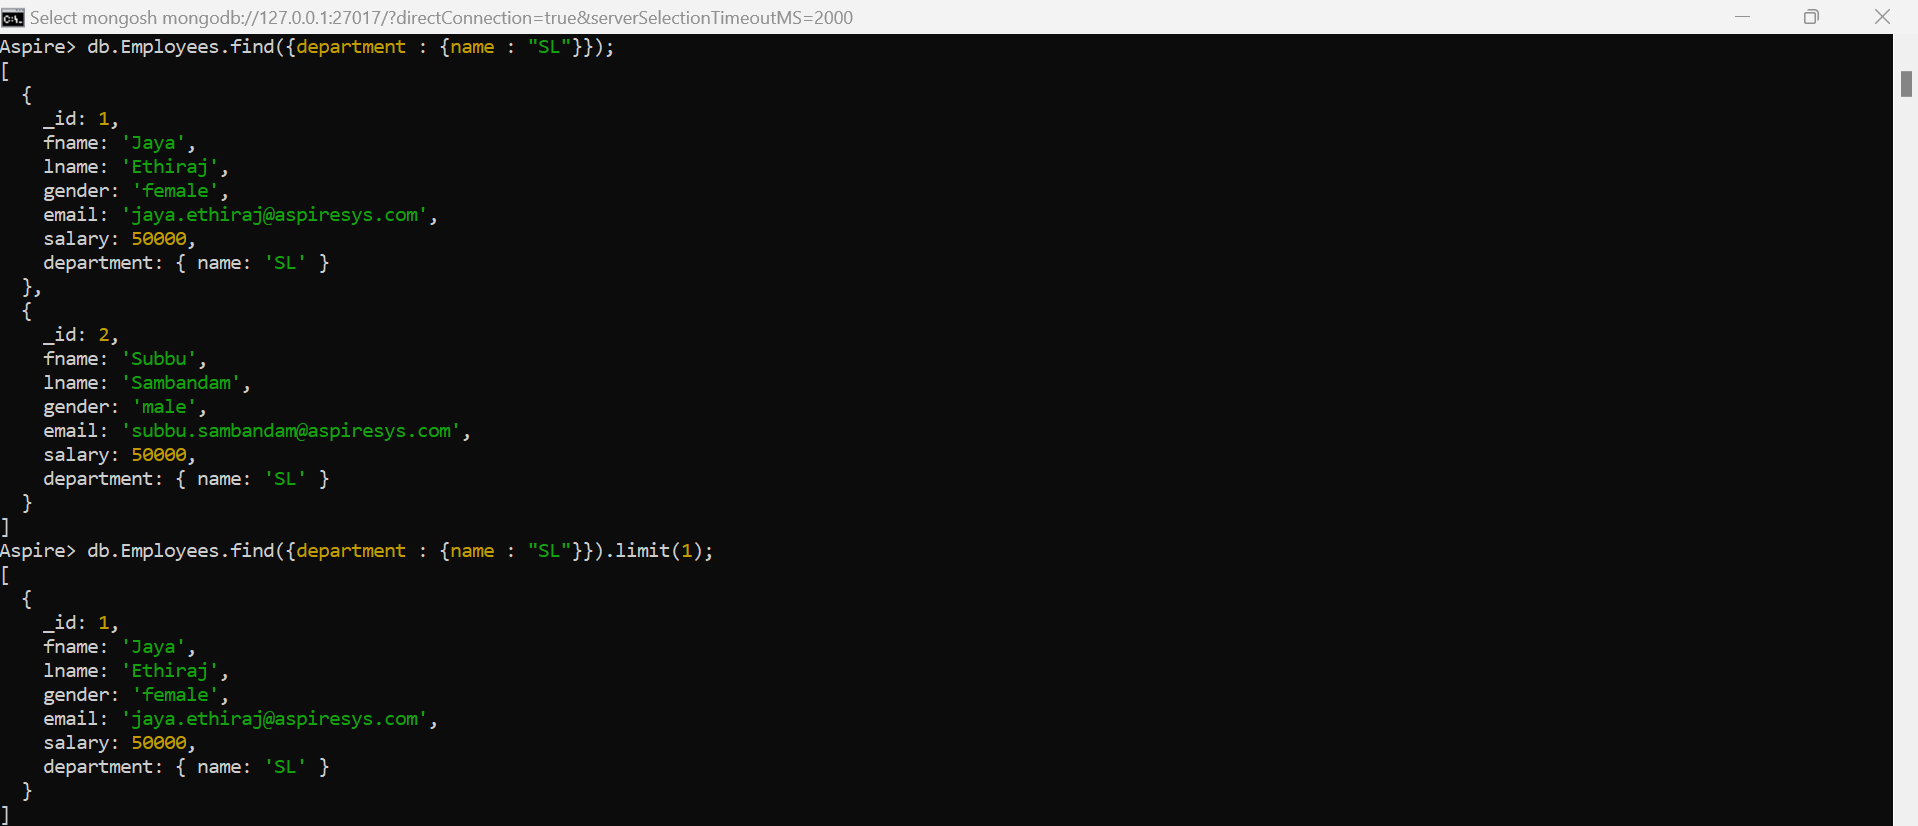 Select mongosh mongodb://127.0.0.1:27017/?directConnection=true&serverSelectionTimeoutMS=2000
Aspire> db.Employees.find({department : {name : "SL"}});
[
  {
    _id: 1,
    fname: 'Jaya',
    lname: 'Ethiraj',
    gender: 'female',
    email: 'jaya.ethiraj@aspiresys.com',
    salary: 50000,
    department: { name: 'SL' }
  },
  {
    _id: 2,
    fname: 'Subbu',
    lname: 'Sambandam',
    gender: 'male',
    email: 'subbu.sambandam@aspiresys.com',
    salary: 50000,
    department: { name: 'SL' }
  }
]
Aspire> db.Employees.find({department : {name : "SL"}}).limit(1);
[
  {
    _id: 1,
    fname: 'Jaya',
    lname: 'Ethiraj',
    gender: 'female',
    email: 'jaya.ethiraj@aspiresys.com',
    salary: 50000,
    department: { name: 'SL' }
  }
]